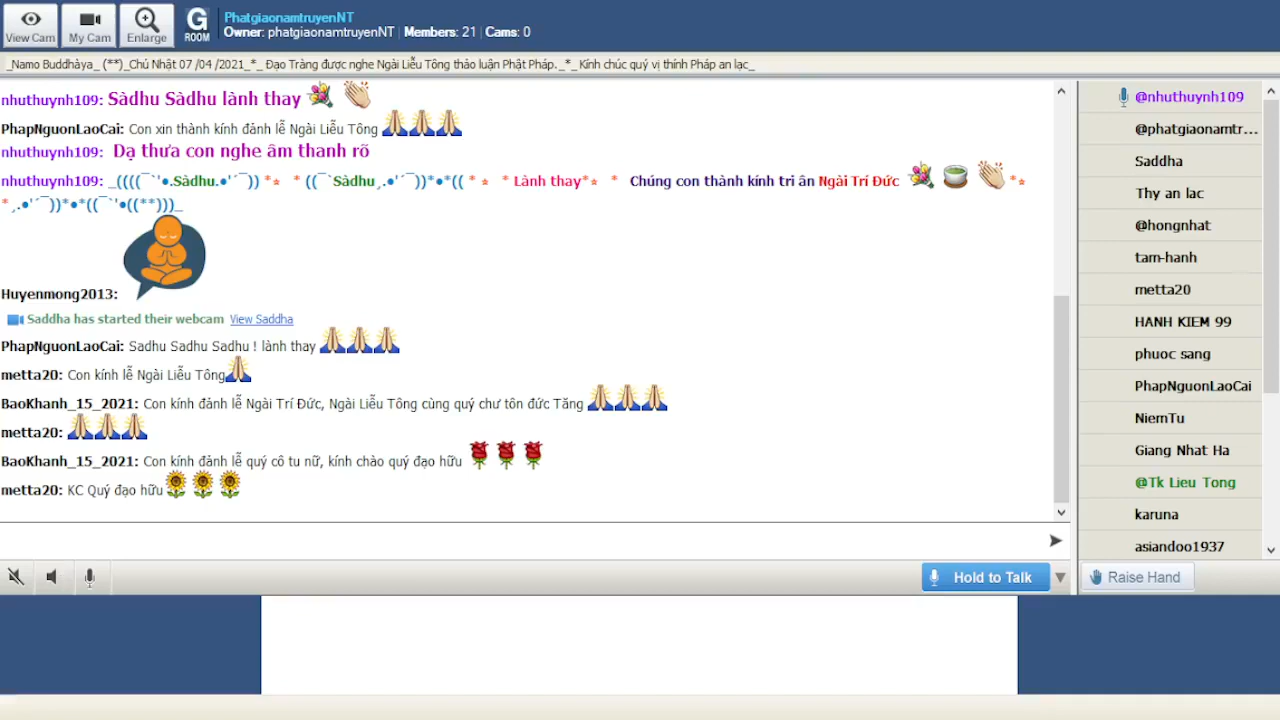 View Cam
My Cam
Enlarge
G
ROOM
PhatgiaonamtruyenNT
Owner: phatgiaonamtruyenNT | Members: 21 | Cams: 0
_Namo Buddhàya_ (**)_Chủ Nhật 07 /04 /2021_*_ Đạo Tràng được nghe Ngài Liễu Tông thảo luận Phật Pháp._*_ Kính chúc quý vị thính Pháp an lạc_
nhuthuynh109: Sàdhu Sàdhu lành thay
PhapNguonLaoCai: Con xin thành kính đảnh lễ Ngài Liễu Tông
nhuthuynh109: Dạ thưa con nghe âm thanh rõ
nhuthuynh109: _((((¯`'•.Sàdhu.•'´¯)) *⭒ * ((¯`Sàdhu¸.•'´¯))*•*(( * ⭒ * Lành thay*⭒ * Chúng con thành kính tri ân Ngài Trí Đức *⭒
*¸.•'´¯))*•*((¯`'•((**)))_
Huyenmong2013:
Saddha has started their webcam View Saddha
PhapNguonLaoCai: Sadhu Sadhu Sadhu ! lành thay
metta20: Con kính lễ Ngài Liễu Tông
BaoKhanh_15_2021: Con kính đảnh lễ Ngài Trí Đức, Ngài Liễu Tông cùng quý chư tôn đức Tăng
metta20:
BaoKhanh_15_2021: Con kính đảnh lễ quý cô tu nữ, kính chào quý đạo hữu
metta20: KC Quý đạo hữu
Hold to Talk
@nhuthuynh109
@phatgiaonamtr...
Saddha
Thy an lac
@hongnhat
tam-hanh
metta20
HANH KIEM 99
phuoc sang
PhapNguonLaoCai
NiemTu
Giang Nhat Ha
@Tk Lieu Tong
karuna
asiandoo1937
Raise Hand